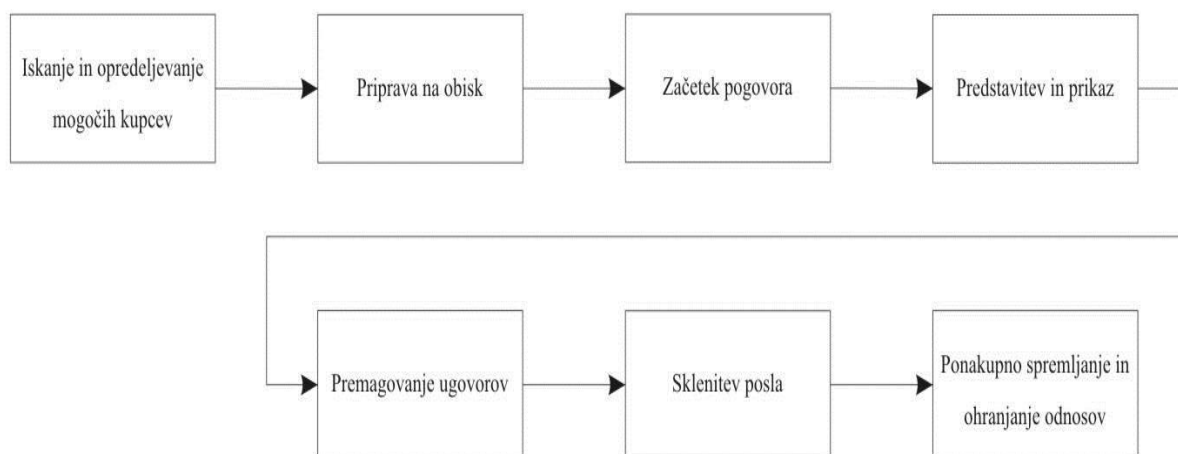 Iskanje in opredeljevanje
mogočih kupcev
Priprava na obisk
Začetek pogovora
Predstavitev in prikaz
Premagovanje ugovorov
Sklenitev posla
Ponakupno spremljanje in
ohranjanje odnosov